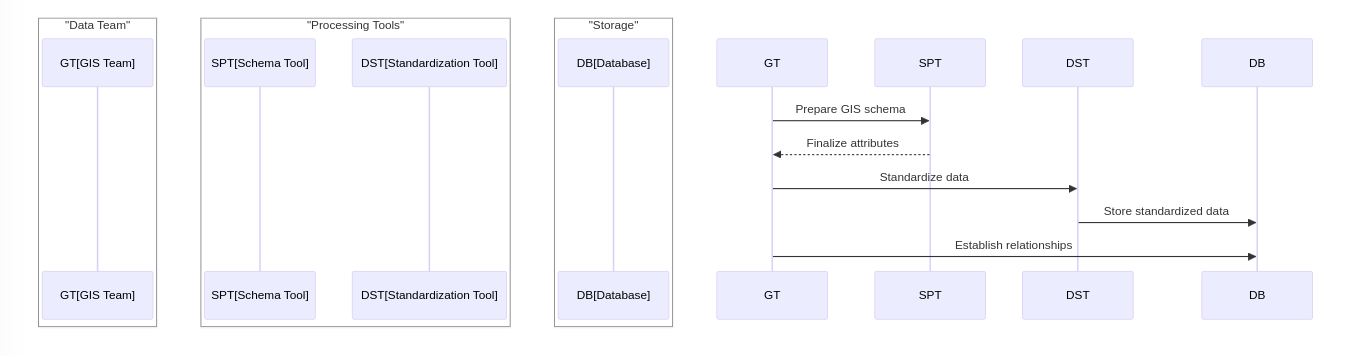 "Data Team"
"Processing Tools"
"Storage"
GT[GIS Team]
SPT[Schema Tool]
DST[Standardization Tool]
DB[Database]
GT
SPT
DST
DB
Prepare GIS schema
Finalize attributes
Standardize data
Store standardized data
Establish relationships
GT[GIS Team]
SPT[Schema Tool]
DST[Standardization Tool]
DB[Database]
GT
SPT
DST
DB